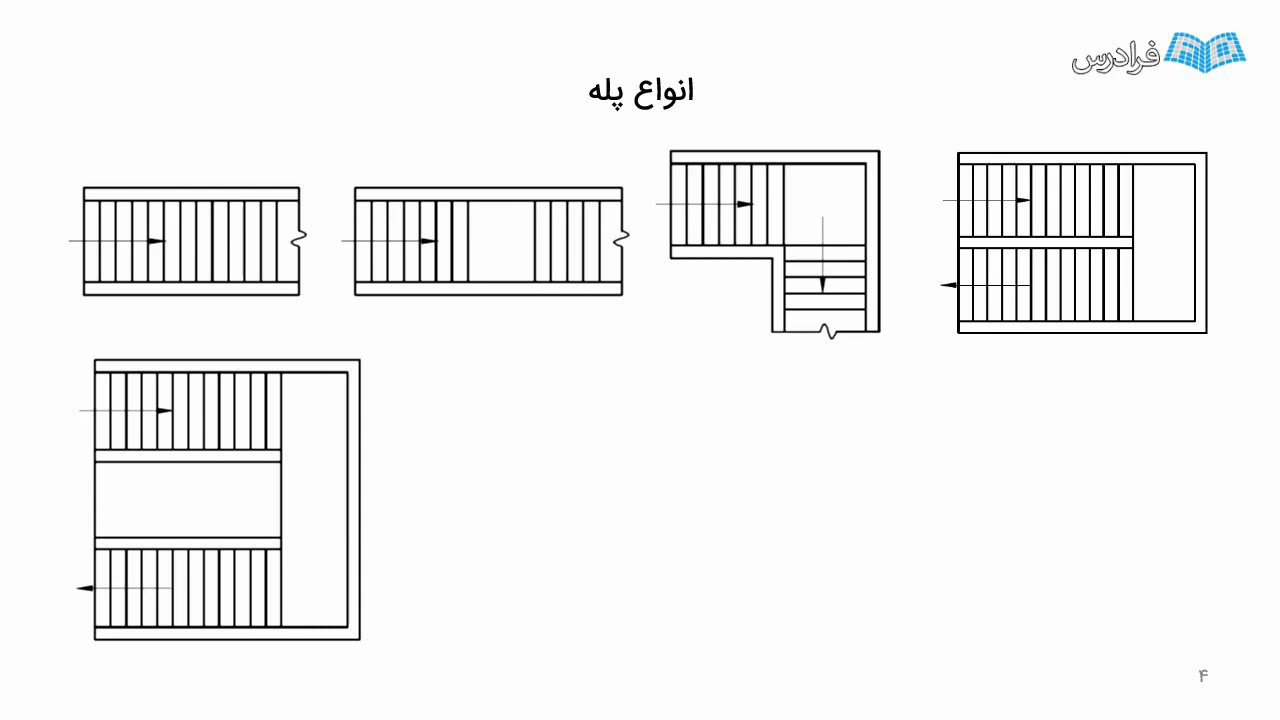 فرادرس
انواع پله
۴